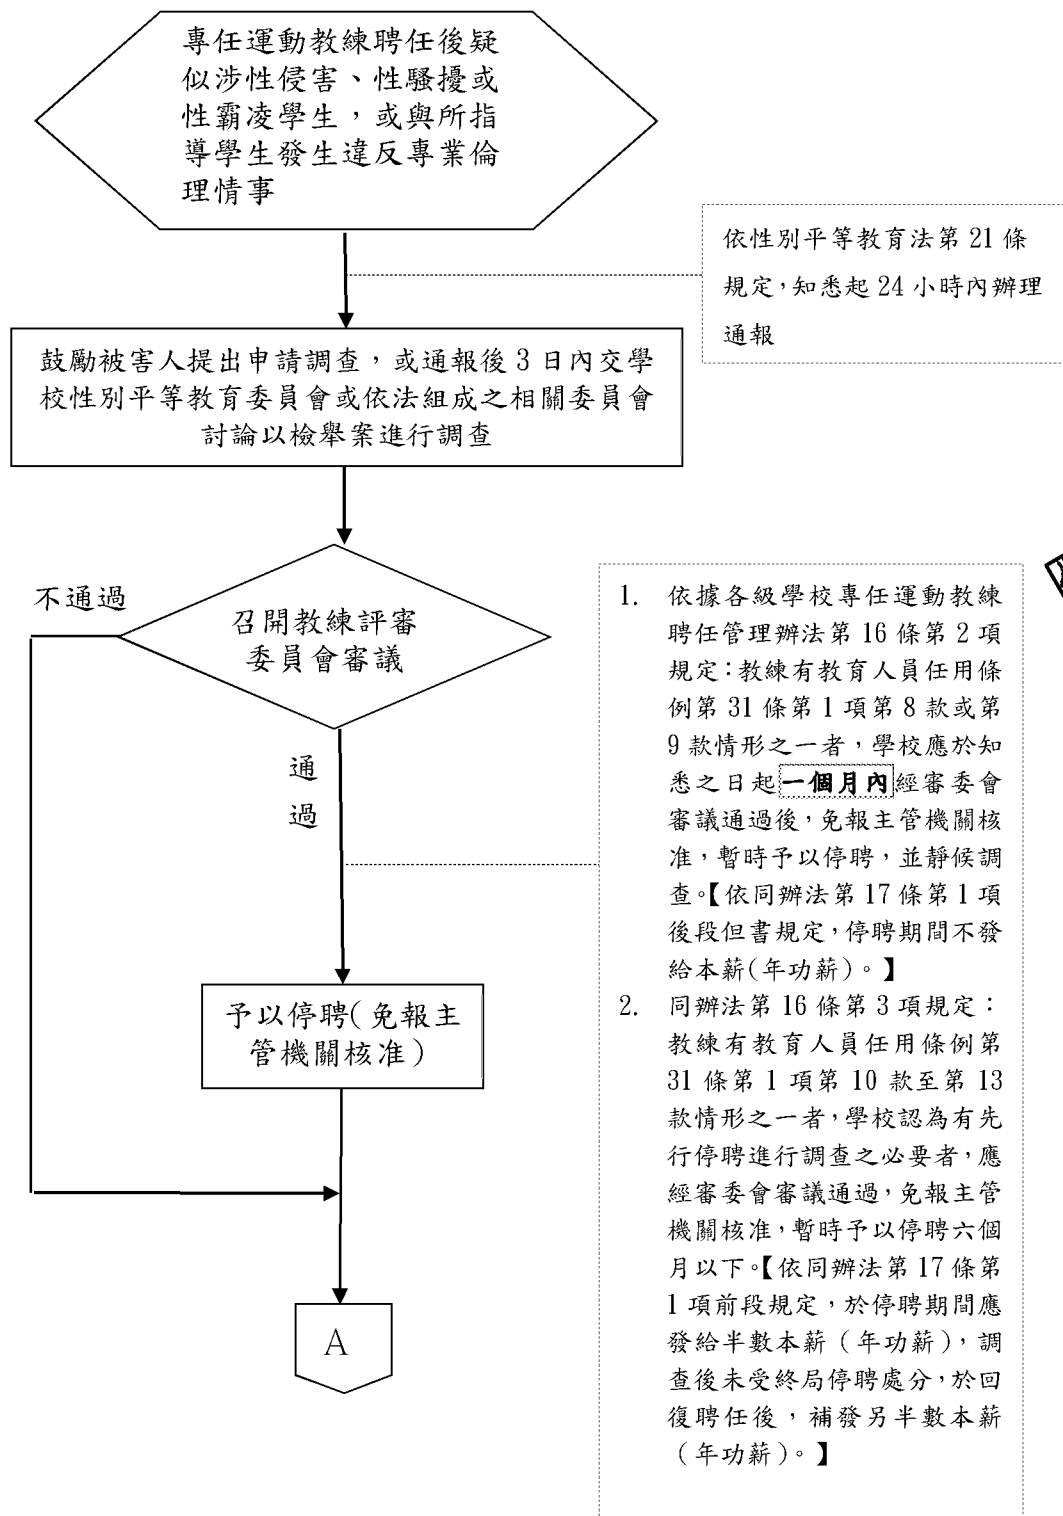 專任運動教練聘任後疑
似涉性侵害、性騷擾或
性霸凌學生，或與所指
導學生發生違反專業倫
理情事
依性別平等教育法第 21 條
規定，知悉起 24 小時內辦理
通報
鼓勵被害人提出申請調查，或通報後 3 日內交學
校性別平等教育委員會或依法組成之相關委員會
討論以檢舉案進行調查
不通過
召開教練評審
委員會審議
通
過
1. 依據各級學校專任運動教練
聘任管理辦法第 16 條第 2 項
規定：教練有教育人員任用條
例第 31 條第 1 項第 8 款或第
9 款情形之一者，學校應於知
悉之日起一個月內經審委會
審議通過後，免報主管機關核
准，暫時予以停聘，並靜候調
查。【依同辦法第 17 條第 1 項
後段但書規定，停聘期間不發
給本薪(年功薪)。】
2. 同辦法第 16 條第 3 項規定：
教練有教育人員任用條例第
31 條第 1 項第 10 款至第 13
款情形之一者，學校認為有先
行停聘進行調查之必要者，應
經審委會審議通過，免報主管
機關核准，暫時予以停聘六個
月以下。【依同辦法第 17 條第
1 項前段規定，於停聘期間應
發給半數本薪（年功薪），調
查後未受終局停聘處分，於回
復聘任後，補發另半數本薪
（年功薪）。】
予以停聘(免報主
管機關核准)
A